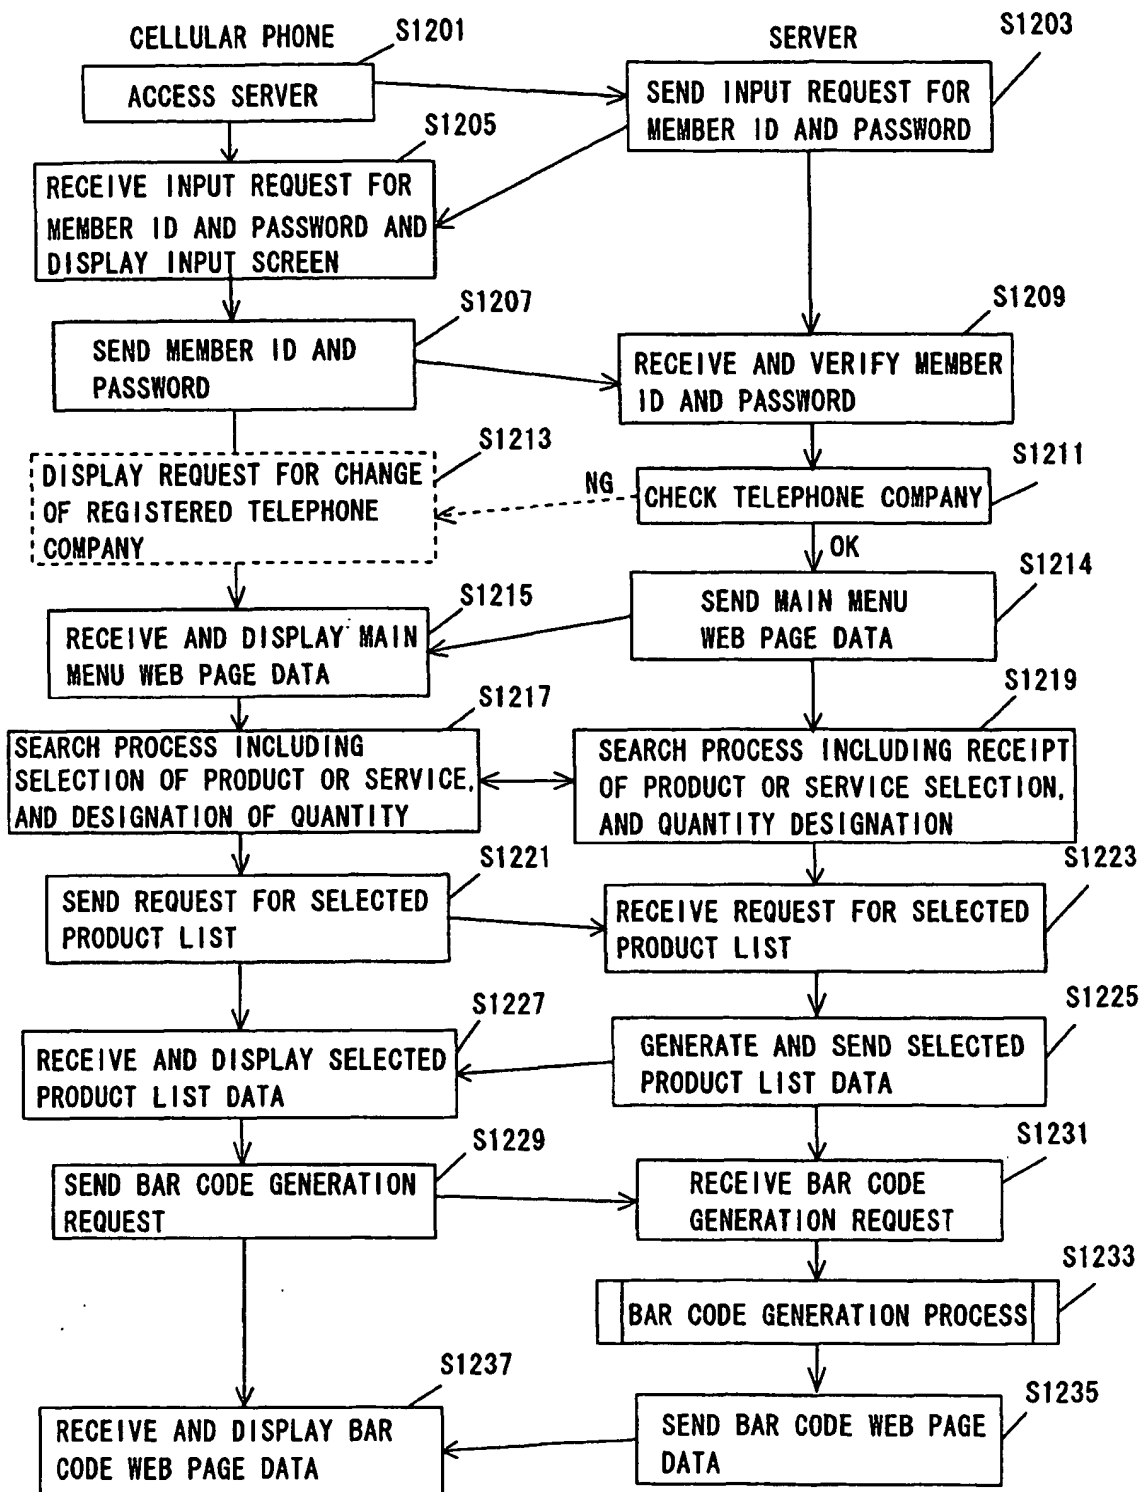 CELLULAR PHONE
S1201
SERVER
S1203
ACCESS SERVER
SEND INPUT REQUEST FOR
MEMBER ID AND PASSWORD
S1205
RECEIVE INPUT REQUEST FOR
MEMBER ID AND PASSWORD AND
DISPLAY INPUT SCREEN
S1207
SEND MEMBER ID AND
PASSWORD
S1209
RECEIVE AND VERIFY MEMBER
ID AND PASSWORD
S1213
DISPLAY REQUEST FOR CHANGE
OF REGISTERED TELEPHONE
COMPANY
NG
S1211
CHECK TELEPHONE COMPANY
OK
S1214
SEND MAIN MENU
WEB PAGE DATA
S1215
RECEIVE AND DISPLAY MAIN
MENU WEB PAGE DATA
S1217
SEARCH PROCESS INCLUDING
SELECTION OF PRODUCT OR SERVICE,
AND DESIGNATION OF QUANTITY
S1219
SEARCH PROCESS INCLUDING RECEIPT
OF PRODUCT OR SERVICE SELECTION,
AND QUANTITY DESIGNATION
S1221
SEND REQUEST FOR SELECTED
PRODUCT LIST
S1223
RECEIVE REQUEST FOR SELECTED
PRODUCT LIST
S1225
GENERATE AND SEND SELECTED
PRODUCT LIST DATA
S1227
RECEIVE AND DISPLAY SELECTED
PRODUCT LIST DATA
S1229
SEND BAR CODE GENERATION
REQUEST
S1231
RECEIVE BAR CODE
GENERATION REQUEST
S1233
BAR CODE GENERATION PROCESS
S1235
SEND BAR CODE WEB PAGE
DATA
S1237
RECEIVE AND DISPLAY BAR
CODE WEB PAGE DATA